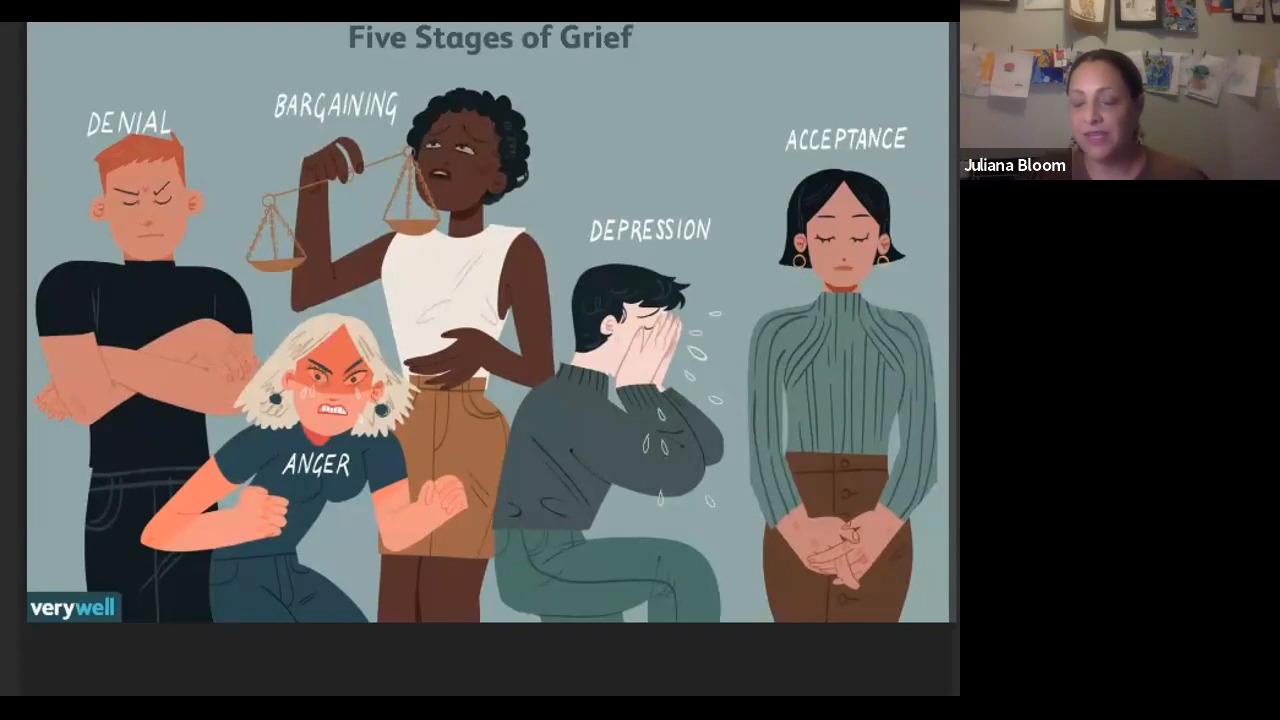 Five Stages of Grief
DENIAL
BARGAINING
ACCEPTANCE
DEPRESSION
ANGER
verywell
Juliana Bloom